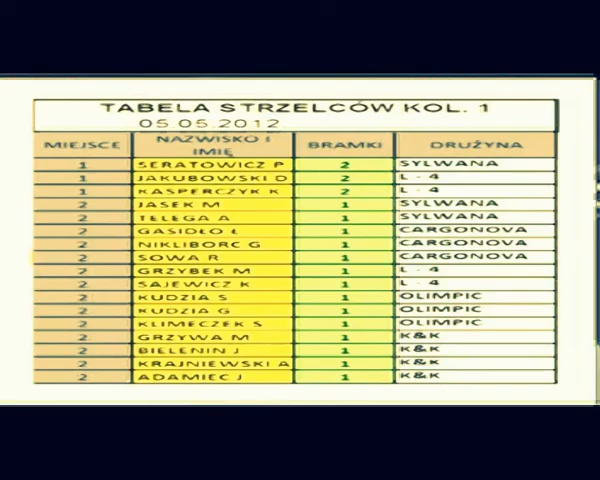 TABELA STRZELCÓW KOL. 1
05.05.2012
MIEJSCE NAZWISKO I IMIĘ BRAMKI DRUŻYNA
1 SERATOWICZ P 2 SYLWANA
1 JAKUBOWSKI D 2 L - 4
1 KASPERCZYK K 2 L - 4
2 JASEK M 1 SYLWANA
2 TELEGA A 1 SYLWANA
2 GASIDŁO Ł 1 CARGONOVA
2 NIKLIBORC G 1 CARGONOVA
2 SOWA R 1 CARGONOVA
2 GRZYBEK M 1 L - 4
2 SAJEWICZ K 1 L - 4
2 KUDZIA S 1 OLIMPIC
2 KUDZIA G 1 OLIMPIC
2 KLIMECZEK S 1 OLIMPIC
2 GRZYWA M 1 K&K
2 BIELENIN J 1 K&K
2 KRAJNIEWSKI A 1 K&K
2 ADAMIEC J 1 K&K